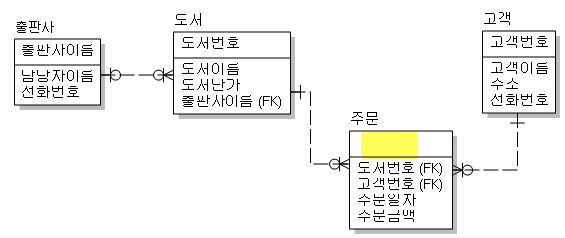 출판사
출판사이름
담당자이름
전화번호
도서
도서번호
도서이름
도서단가
출판사이름 (FK)
고객
고객번호
고객이름
주소
전화번호
주문
도서번호 (FK)
고객번호 (FK)
주문일자
주문금액